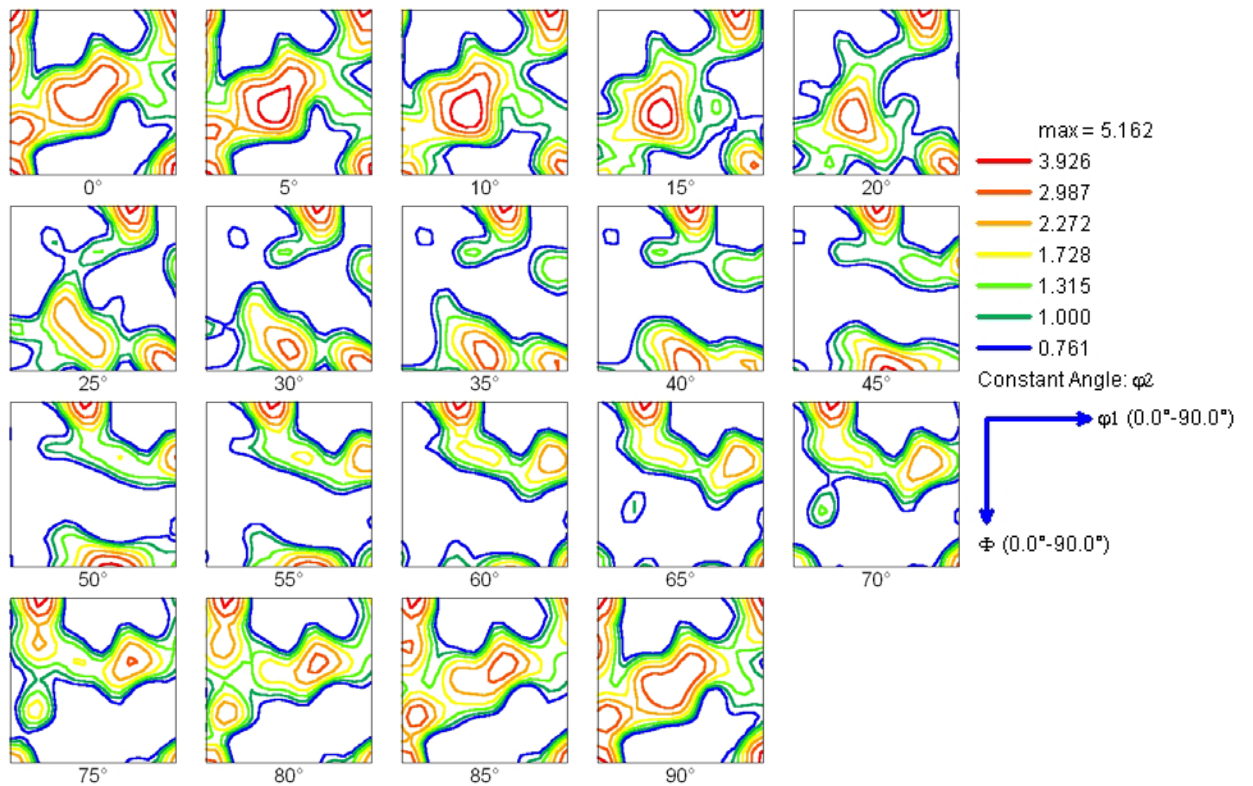 0° 5° 10° 15° 20°
max = 5.162
3.926
2.987
2.272
1.728
1.315
1.000
0.761
Constant Angle: φ2
φ1 (0.0°-90.0°)
Φ (0.0°-90.0°)
25° 30° 35° 40° 45°
50° 55° 60° 65° 70°
75° 80° 85° 90°